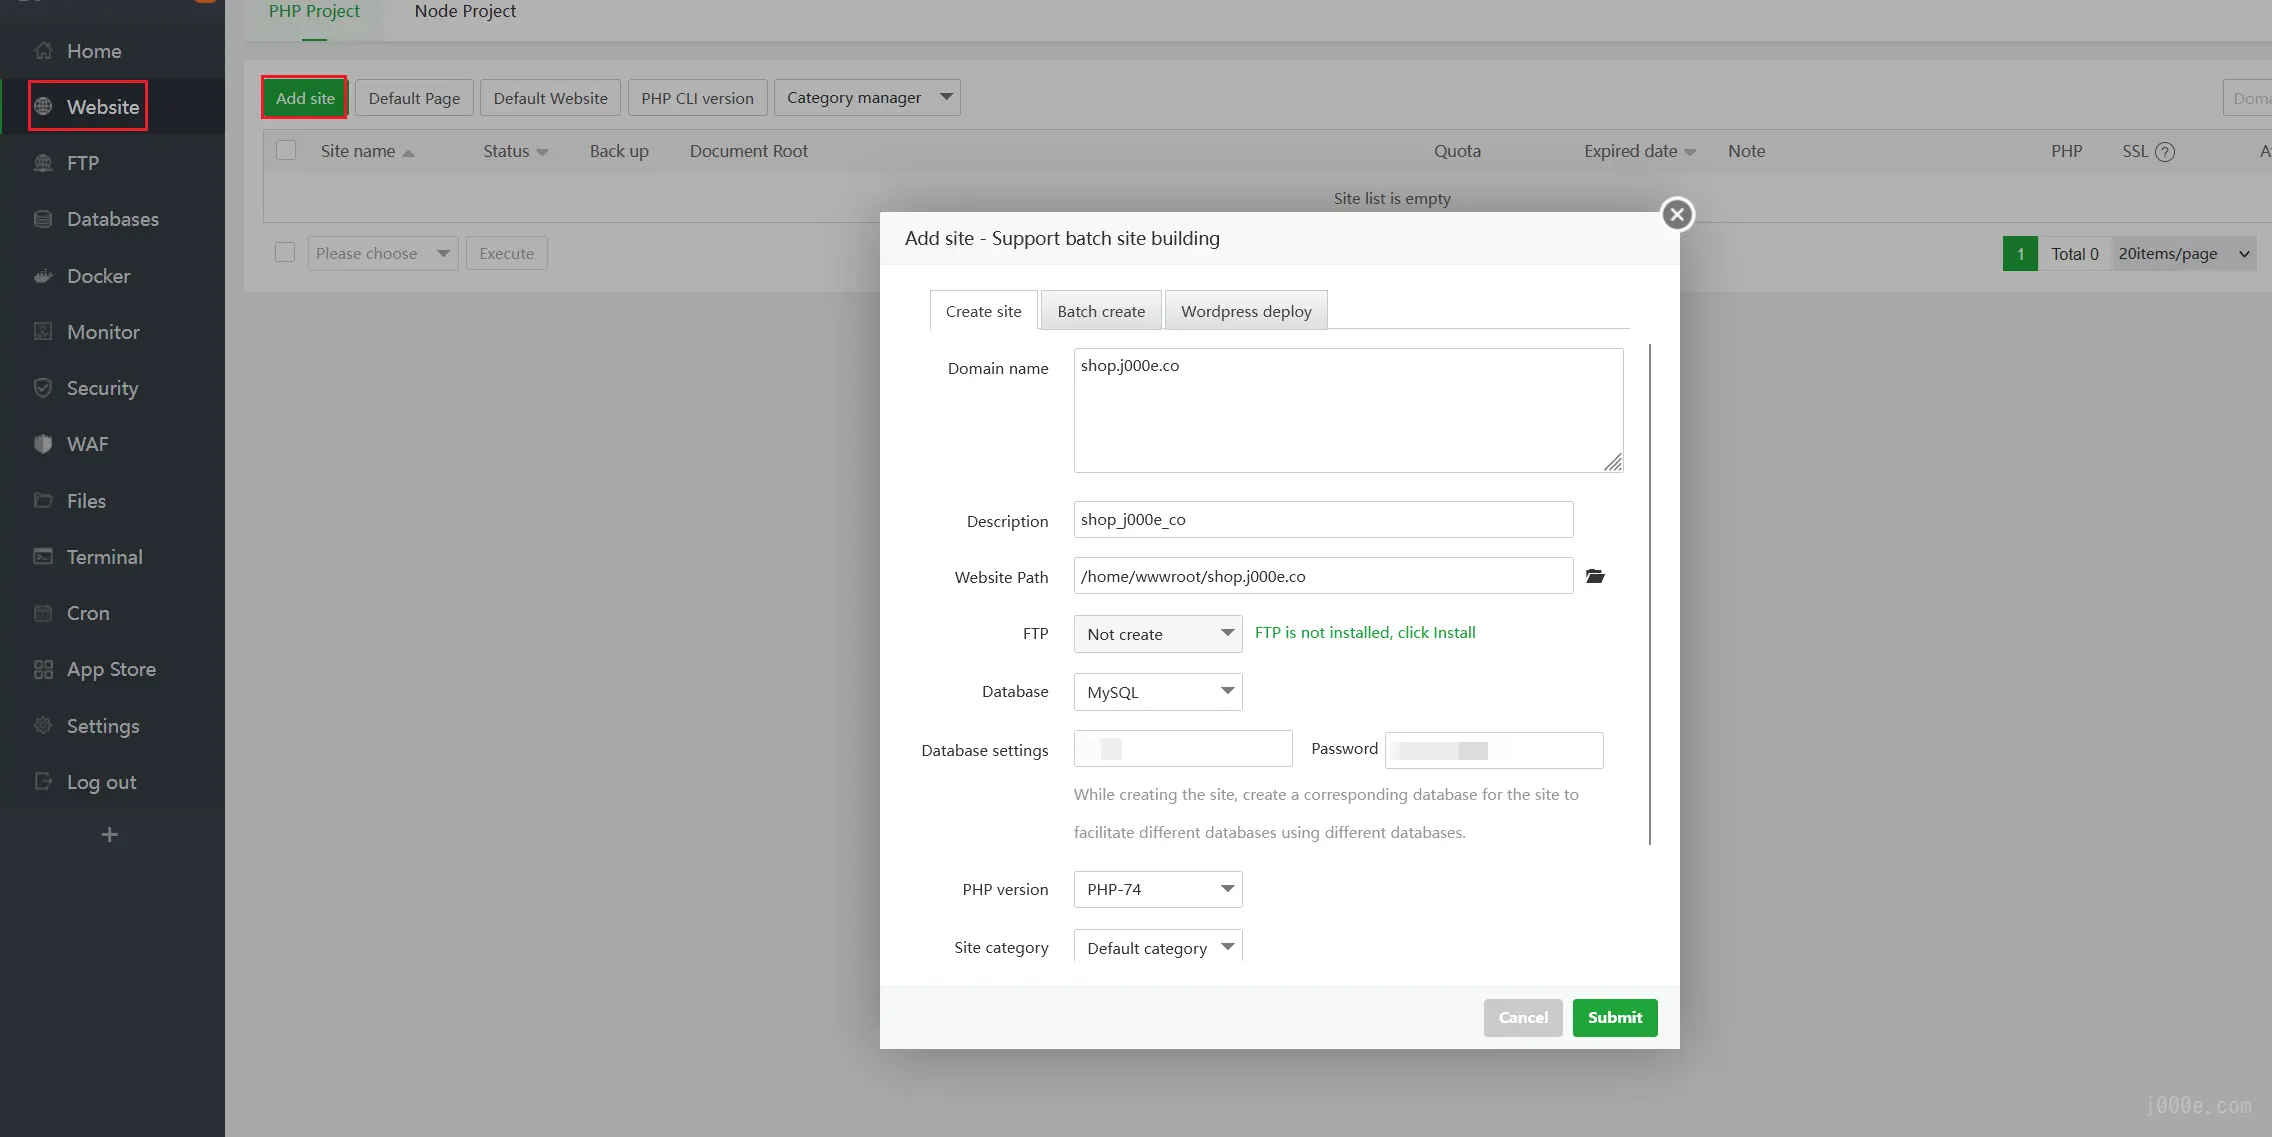 PHP Project
Node Project
Home
Website
FTP
Databases
Docker
Monitor
Security
WAF
Files
Terminal
Cron
App Store
Settings
Log out
Add site
Default Page
Default Website
PHP CLI version
Category manager
Site name
Status
Back up
Document Root
Quota
Expired date
Note
PHP
SSL
Site list is empty
Please choose
Execute
1
Total 0
20items/page
Add site - Support batch site building
Create site
Batch create
Wordpress deploy
Domain name
shop.j000e.co
Description
shop_j000e_co
Website Path
/home/wwwroot/shop.j000e.co
FTP
Not create
FTP is not installed, click Install
Database
MySQL
Database settings
Password
While creating the site, create a corresponding database for the site to
facilitate different databases using different databases.
PHP version
PHP-74
Site category
Default category
Cancel
Submit
j000e.com